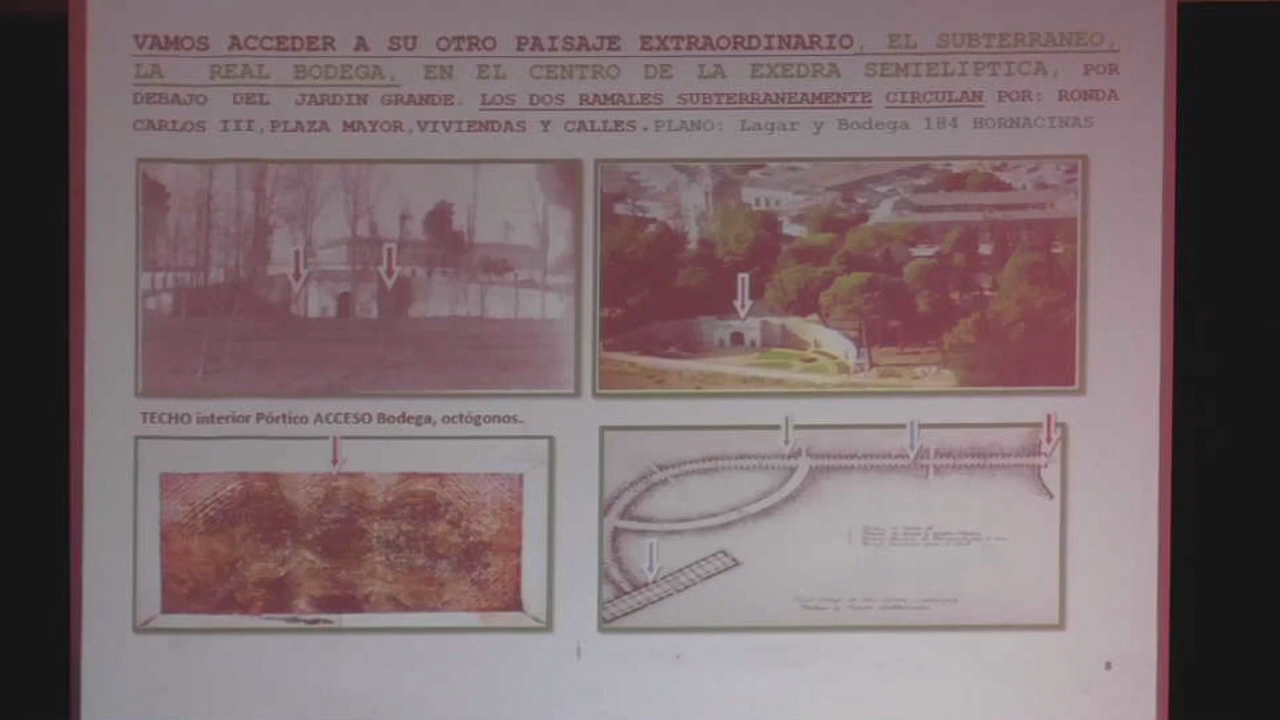 VAMOS ACCEDER A SU OTRO PAISAJE EXTRAORDINARIO, EL SUBTERRANEO,
LA REAL BODEGA, EN EL CENTRO DE LA EXEDRA SEMIELIPTICA, POR
DEBAJO DEL JARDIN GRANDE. LOS DOS RAMALES SUBTERRANEAMENTE CIRCULAN POR: RONDA
CARLOS III,PLAZA MAYOR,VIVIENDAS Y CALLES.PLANO: Lagar y Bodega 184 HORNACINAS
TECHO interior Pórtico ACCESO Bodega, octógonos.
8